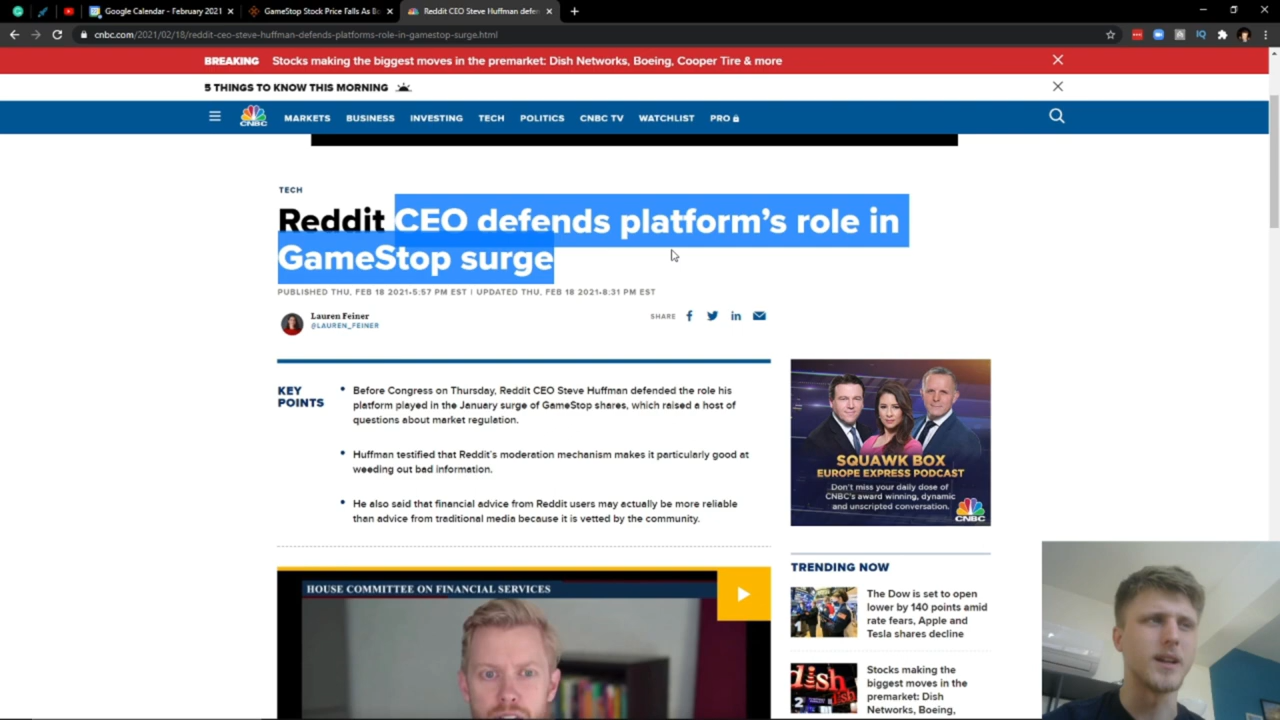 Google Calendar - February 2021
GameStop Stock Price Falls As Bo
Reddit CEO Steve Huffman defen
cnbc.com/2021/02/18/reddit-ceo-steve-huffman-defends-platforms-role-in-gamestop-surge.html
BREAKING Stocks making the biggest moves in the premarket: Dish Networks, Boeing, Cooper Tire & more
5 THINGS TO KNOW THIS MORNING
CNBC
MARKETS BUSINESS INVESTING TECH POLITICS CNBC TV WATCHLIST PRO
TECH
Reddit CEO defends platform's role in
GameStop surge
PUBLISHED THU, FEB 18 2021•5:57 PM EST | UPDATED THU, FEB 18 2021•8:31 PM EST
Lauren Feiner
@LAUREN_FEINER
SHARE
KEY
POINTS
• Before Congress on Thursday, Reddit CEO Steve Huffman defended the role his
platform played in the January surge of GameStop shares, which raised a host of
questions about market regulation.
• Huffman testified that Reddit's moderation mechanism makes it particularly good at
weeding out bad information.
• He also said that financial advice from Reddit users may actually be more reliable
than advice from traditional media because it is vetted by the community.
HOUSE COMMITTEE ON FINANCIAL SERVICES
SQUAWK BOX
EUROPE EXPRESS PODCAST
Don't miss your daily dose of
CNBC's award winning, dynamic
and unscripted conversation.
CNBC
TRENDING NOW
1
The Dow is set to open
lower by 140 points amid
rate fears, Apple and
Tesla shares decline
dish
2
Stocks making the
biggest moves in the
premarket: Dish
Networks, Boeing,